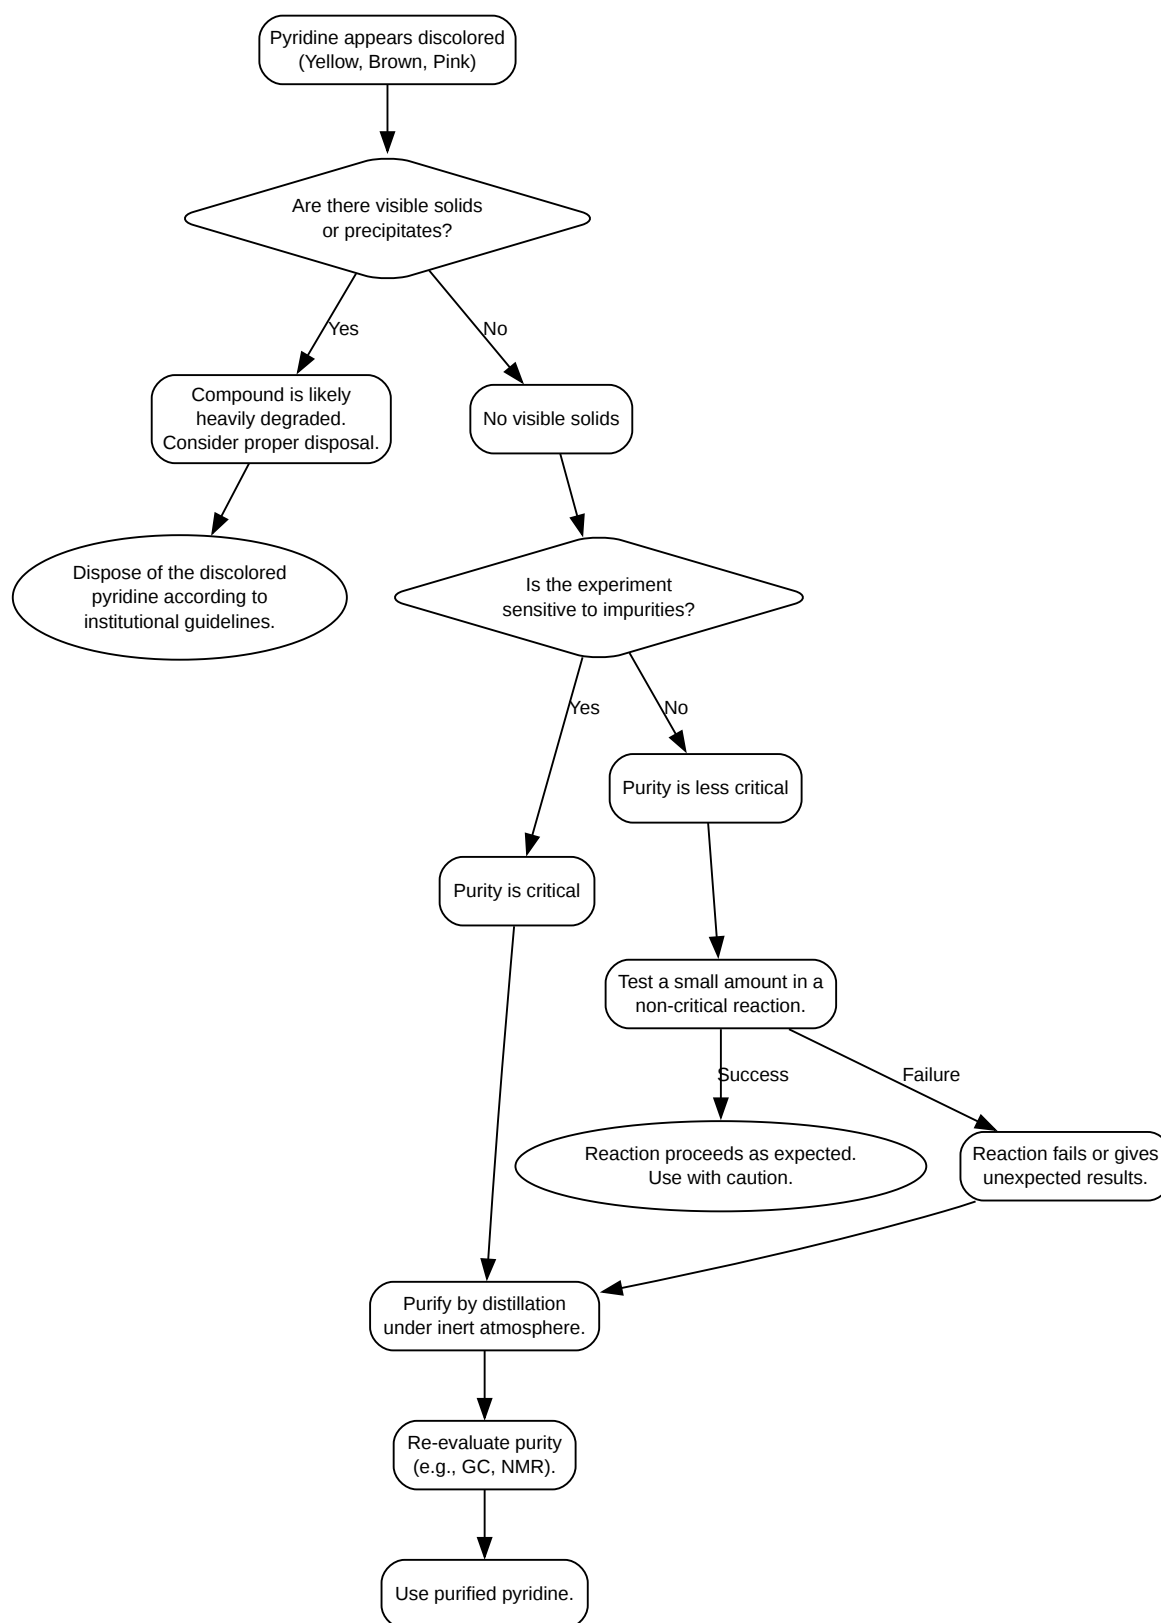 Pyridine appears discolored
(Yellow, Brown, Pink)
Are there visible solids
or precipitates?
Yes
No
Compound is likely
heavily degraded.
Consider proper disposal.
No visible solids
Dispose of the discolored
pyridine according to
institutional guidelines.
Is the experiment
sensitive to impurities?
Yes
No
Purity is less critical
Purity is critical
Test a small amount in a
non-critical reaction.
Success
Failure
Reaction proceeds as expected.
Use with caution.
Reaction fails or gives
unexpected results.
Purify by distillation
under inert atmosphere.
Re-evaluate purity
(e.g., GC, NMR).
Use purified pyridine.